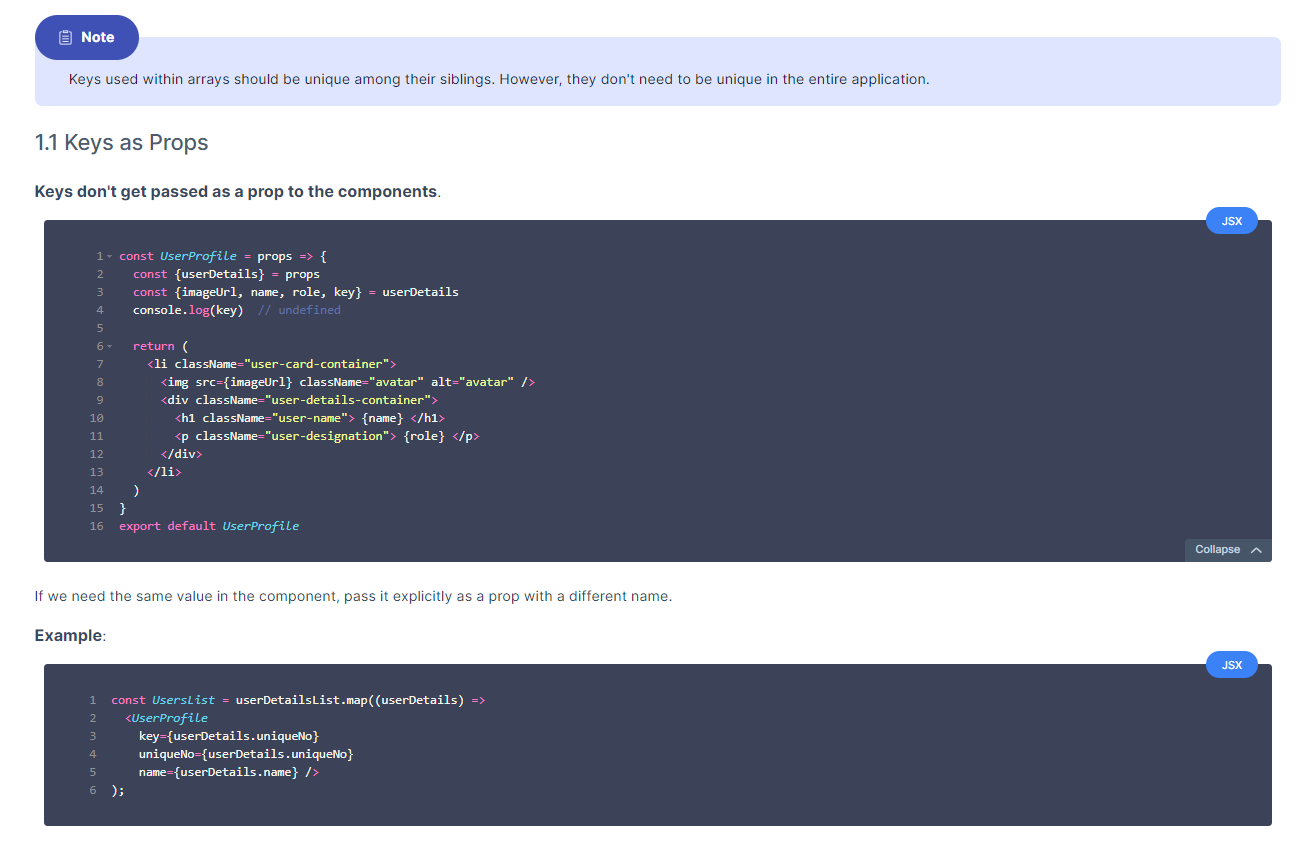 Note
Keys used within arrays should be unique among their siblings. However, they don't need to be unique in the entire application.
1.1 Keys as Props
Keys don't get passed as a prop to the components.
JSX
1 const UserProfile = props => {
2   const {userDetails} = props
3   const {imageUrl, name, role, key} = userDetails
4   console.log(key)  // undefined
5
6   return (
7     <li className="user-card-container">
8       <img src={imageUrl} className="avatar" alt="avatar" />
9       <div className="user-details-container">
10         <h1 className="user-name"> {name} </h1>
11         <p className="user-designation"> {role} </p>
12       </div>
13     </li>
14   )
15 }
16 export default UserProfile
Collapse
If we need the same value in the component, pass it explicitly as a prop with a different name.
Example:
JSX
1 const UsersList = userDetailsList.map((userDetails) =>
2   <UserProfile
3     key={userDetails.uniqueNo}
4     uniqueNo={userDetails.uniqueNo}
5     name={userDetails.name} />
6 );